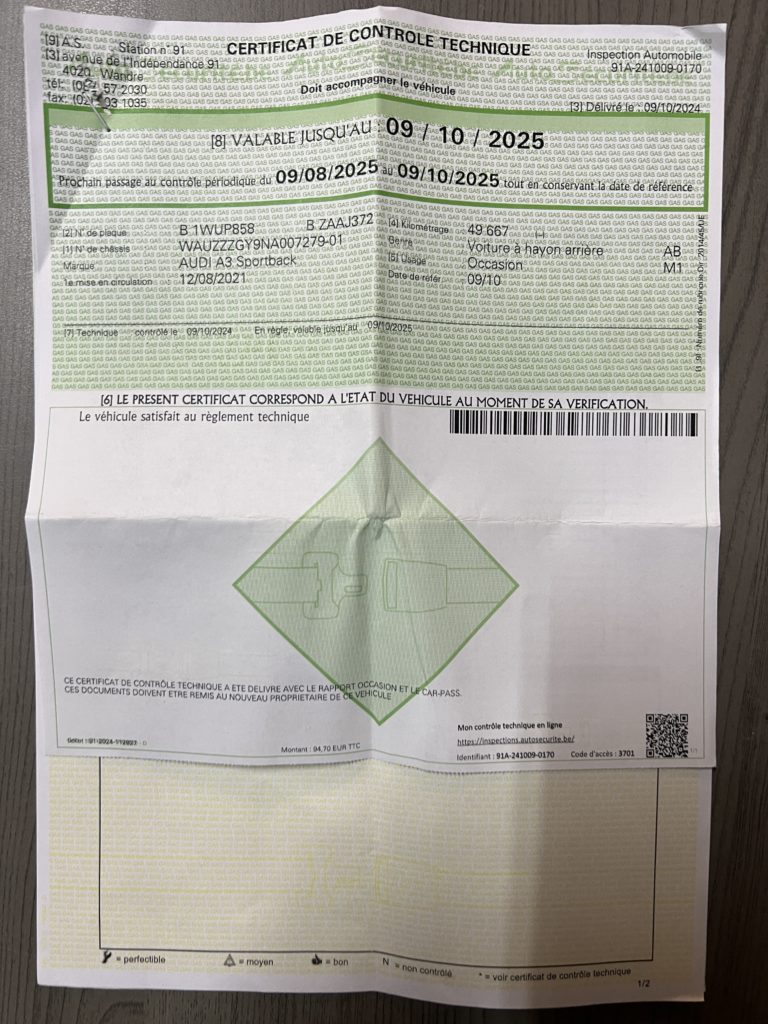 [9] A.S. Station n° 91
[3] avenue de l'Indépendance 91
4020 Wandre
tél: 57 2030
fax: 03 1035
CERTIFICAT DE CONTROLE TECHNIQUE
Doit accompagner le véhicule
Inspection Automobile
91A-241009-0170
[3] Délivré le : 09/10/2024
[8] VALABLE JUSQU'AU : 09 / 10 / 2025
Prochain passage au contrôle périodique du 09/08/2025 au 09/10/2025 tout en conservant la date de référence
[2] N° de plaque B 1WUP858 B ZAAJ372
[1] N° de châssis WAUZZZGY9NA007279-01
Marque AUDI A3 Sportback
1e mise en circulation 12/08/2021
[4] Kilométrage 49 667
Genre Voiture à hayon arrière AB
[5] Usage Occasion M1
Date de référ 09/10
[7] Technique contrôlé le : 09/10/2024 En règle, valable jusqu'au 09/10/2025
[6] LE PRESENT CERTIFICAT CORRESPOND A L'ETAT DU VEHICULE AU MOMENT DE SA VERIFICATION.
Le véhicule satisfait au règlement technique
CE CERTIFICAT DE CONTRÔLE TECHNIQUE A ETE DELIVRE AVEC LE RAPPORT OCCASION ET LE CAR-PASS.
CES DOCUMENTS DOIVENT ETRE REMIS AU NOUVEAU PROPRIETAIRE DE CE VEHICULE
Montant : 94,70 EUR TTC
Mon contrôle technique en ligne
https://inspections.autosecurite.be/
Identifiant : 91A-241009-0170 Code d'accès : 3701
1/1
= perfectible = moyen = bon N = non contrôlé * = voir certificat de contrôle technique
1/2